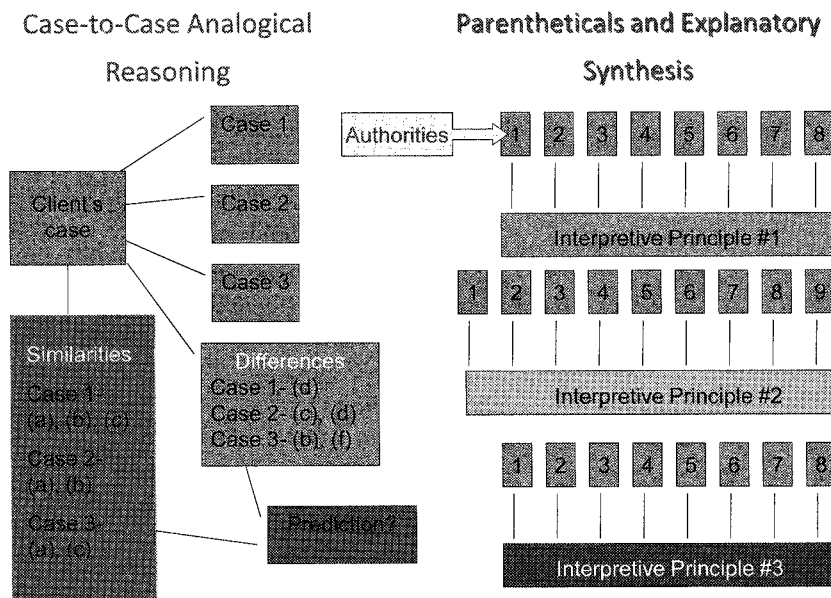 Case-to-Case Analogical
Reasoning
Case 1
Client's
case
Case 2
Case 3
Similarities
Case 1-
(a), (b), (c)
Case 2-
(a), (b)
Case 3-
(a), (c)
Differences
Case 1- (d)
Case 2- (c), (d)
Case 3- (b), (f)
Prediction?
Parentheticals and Explanatory
Synthesis
Authorities
1 2 3 4 5 6 7 8
Interpretive Principle #1
1 2 3 4 5 6 7 8 9
Interpretive Principle #2
1 2 3 4 5 6 7 8
Interpretive Principle #3